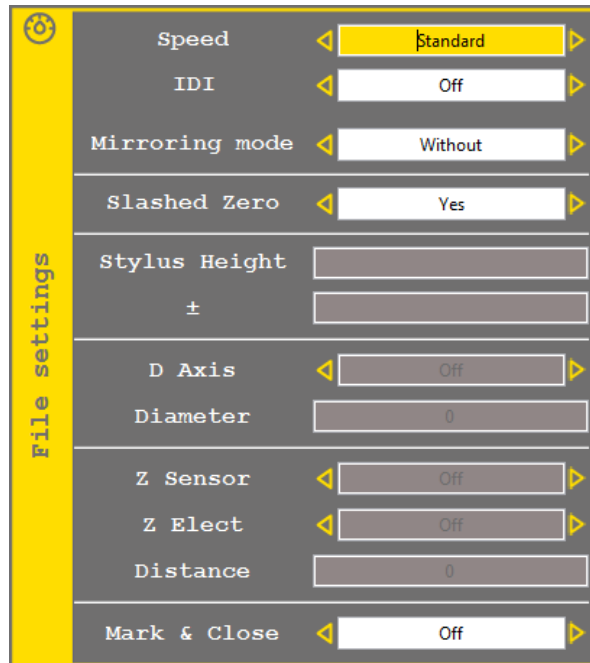 File settings
Speed Standard
IDI Off
Mirroring mode Without
Slashed Zero Yes
Stylus Height
±
D Axis Off
Diameter 0
Z Sensor Off
Z Elect Off
Distance 0
Mark & Close Off